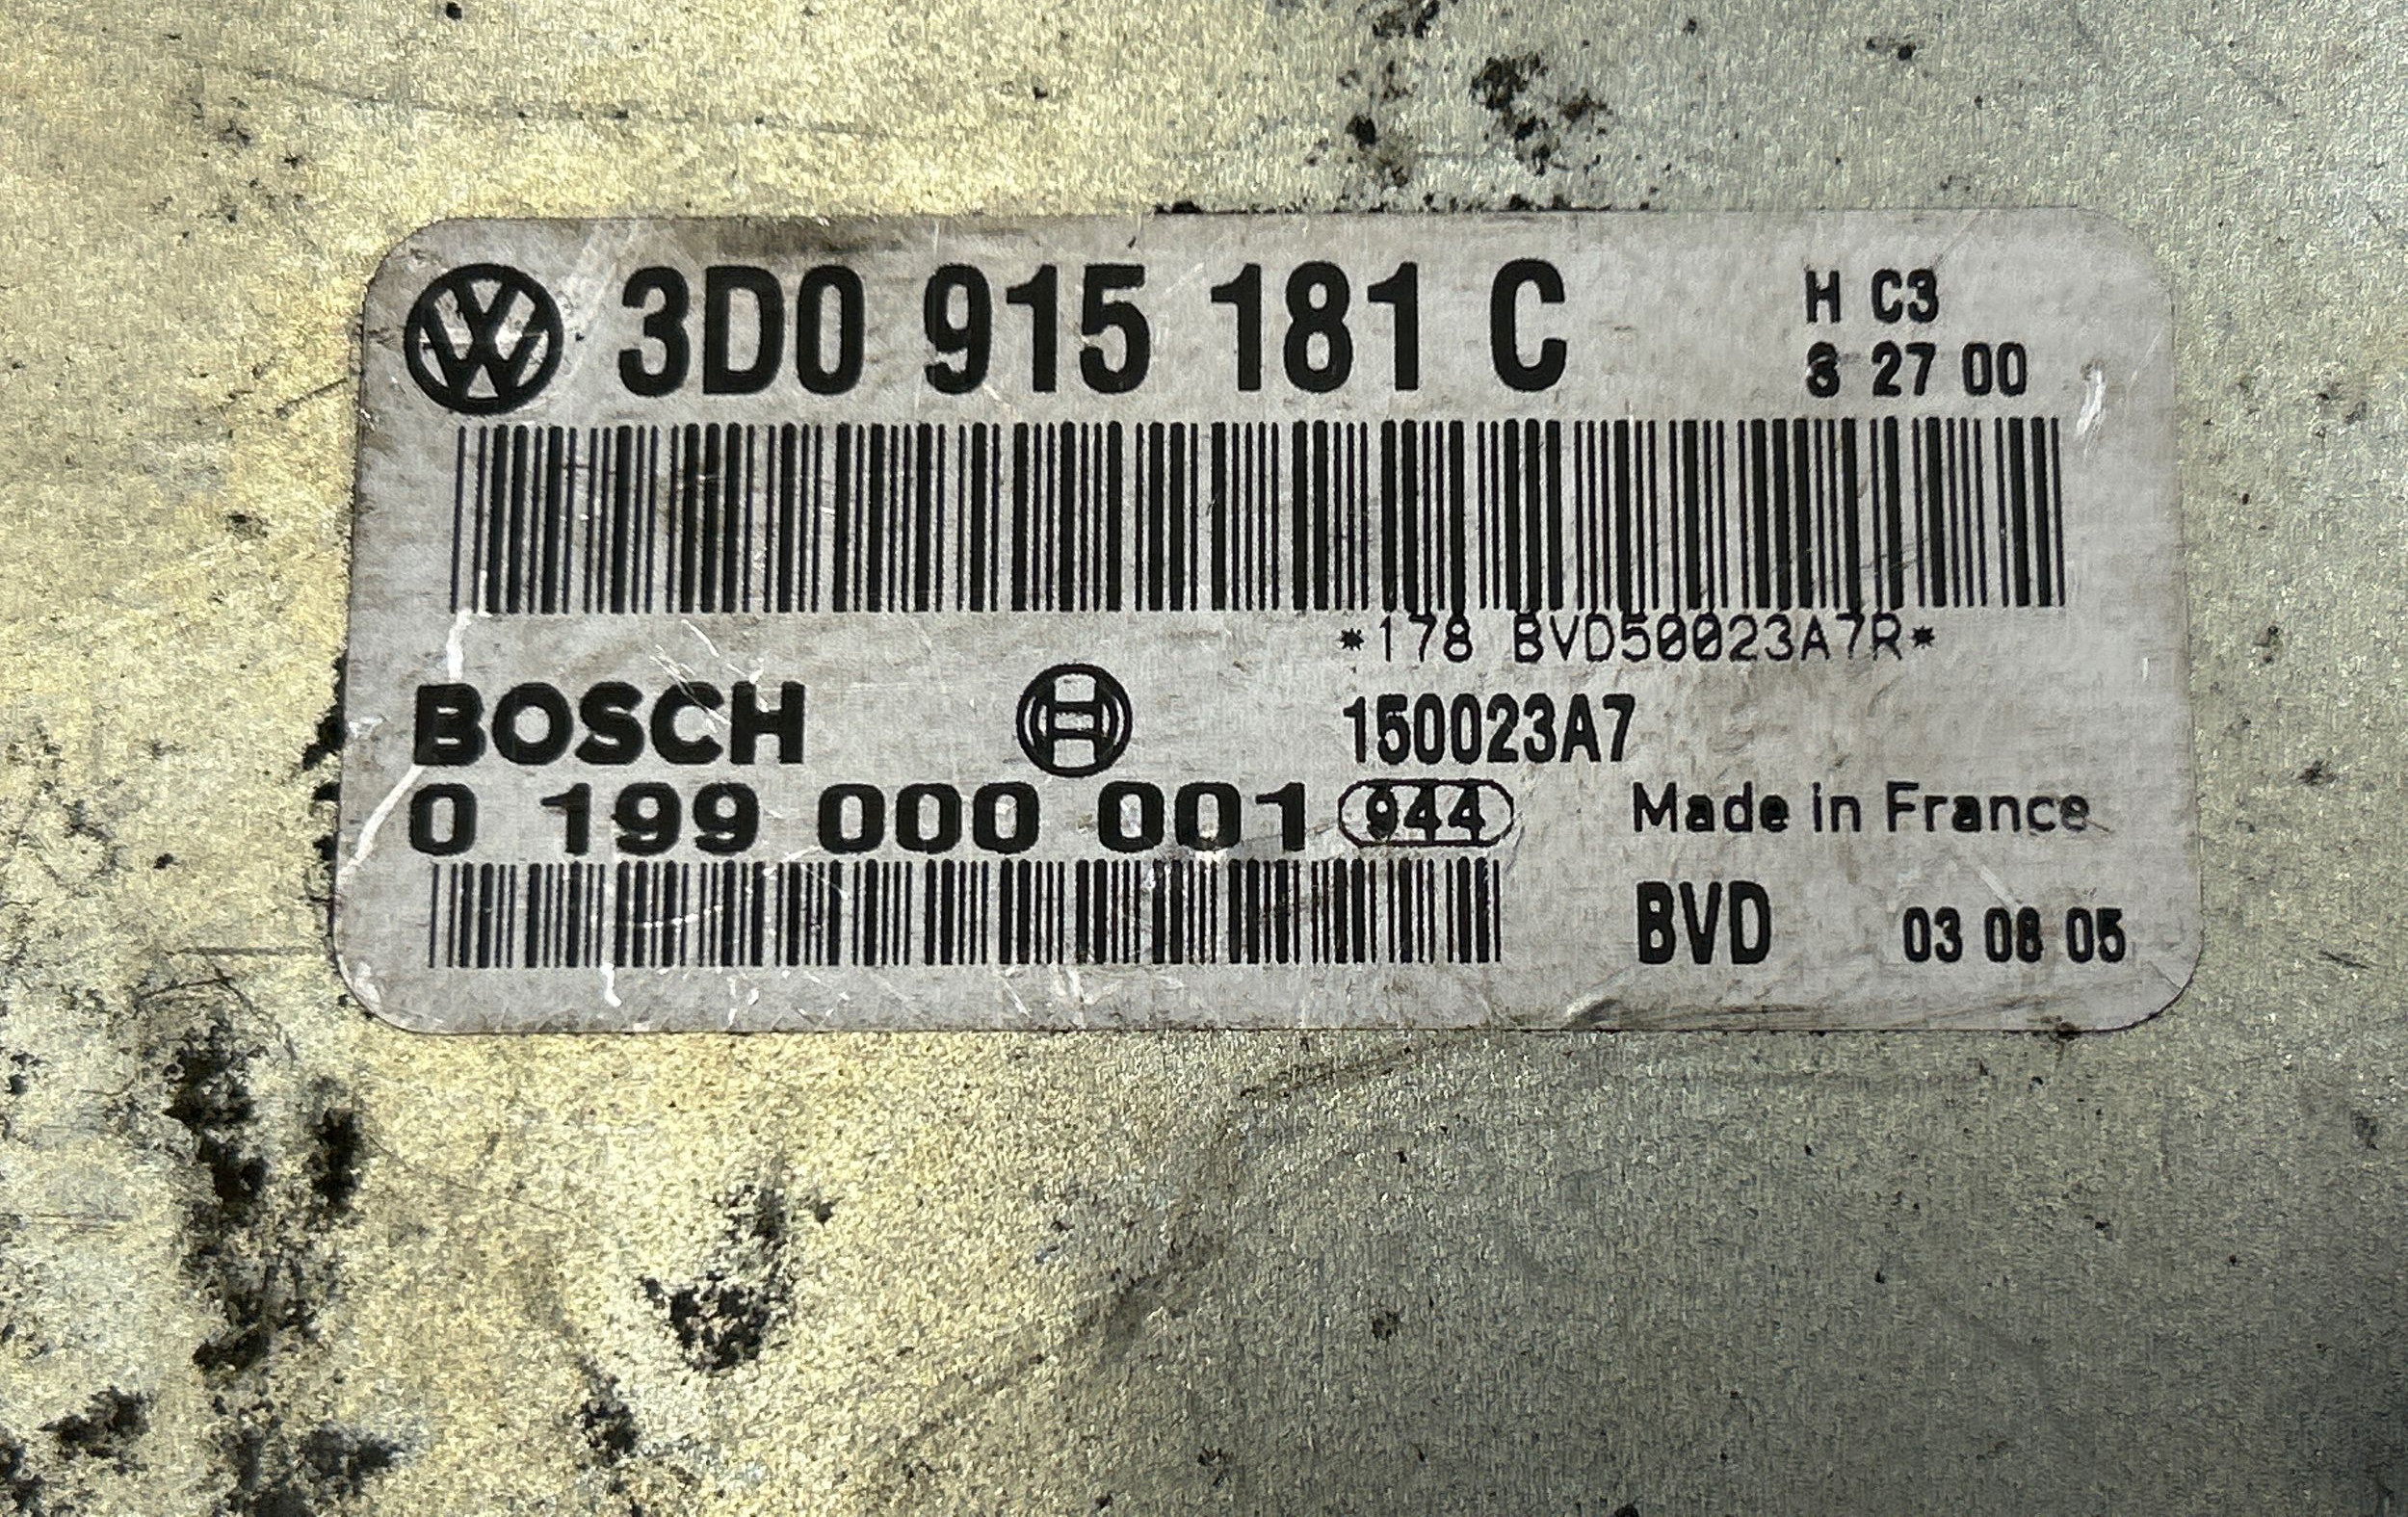 3D0 915 181 C
H C3
27 00
*178 BVD50023A7R*
BOSCH
150023A7
0 199 000 001 944
Made in France
BVD 03 08 05